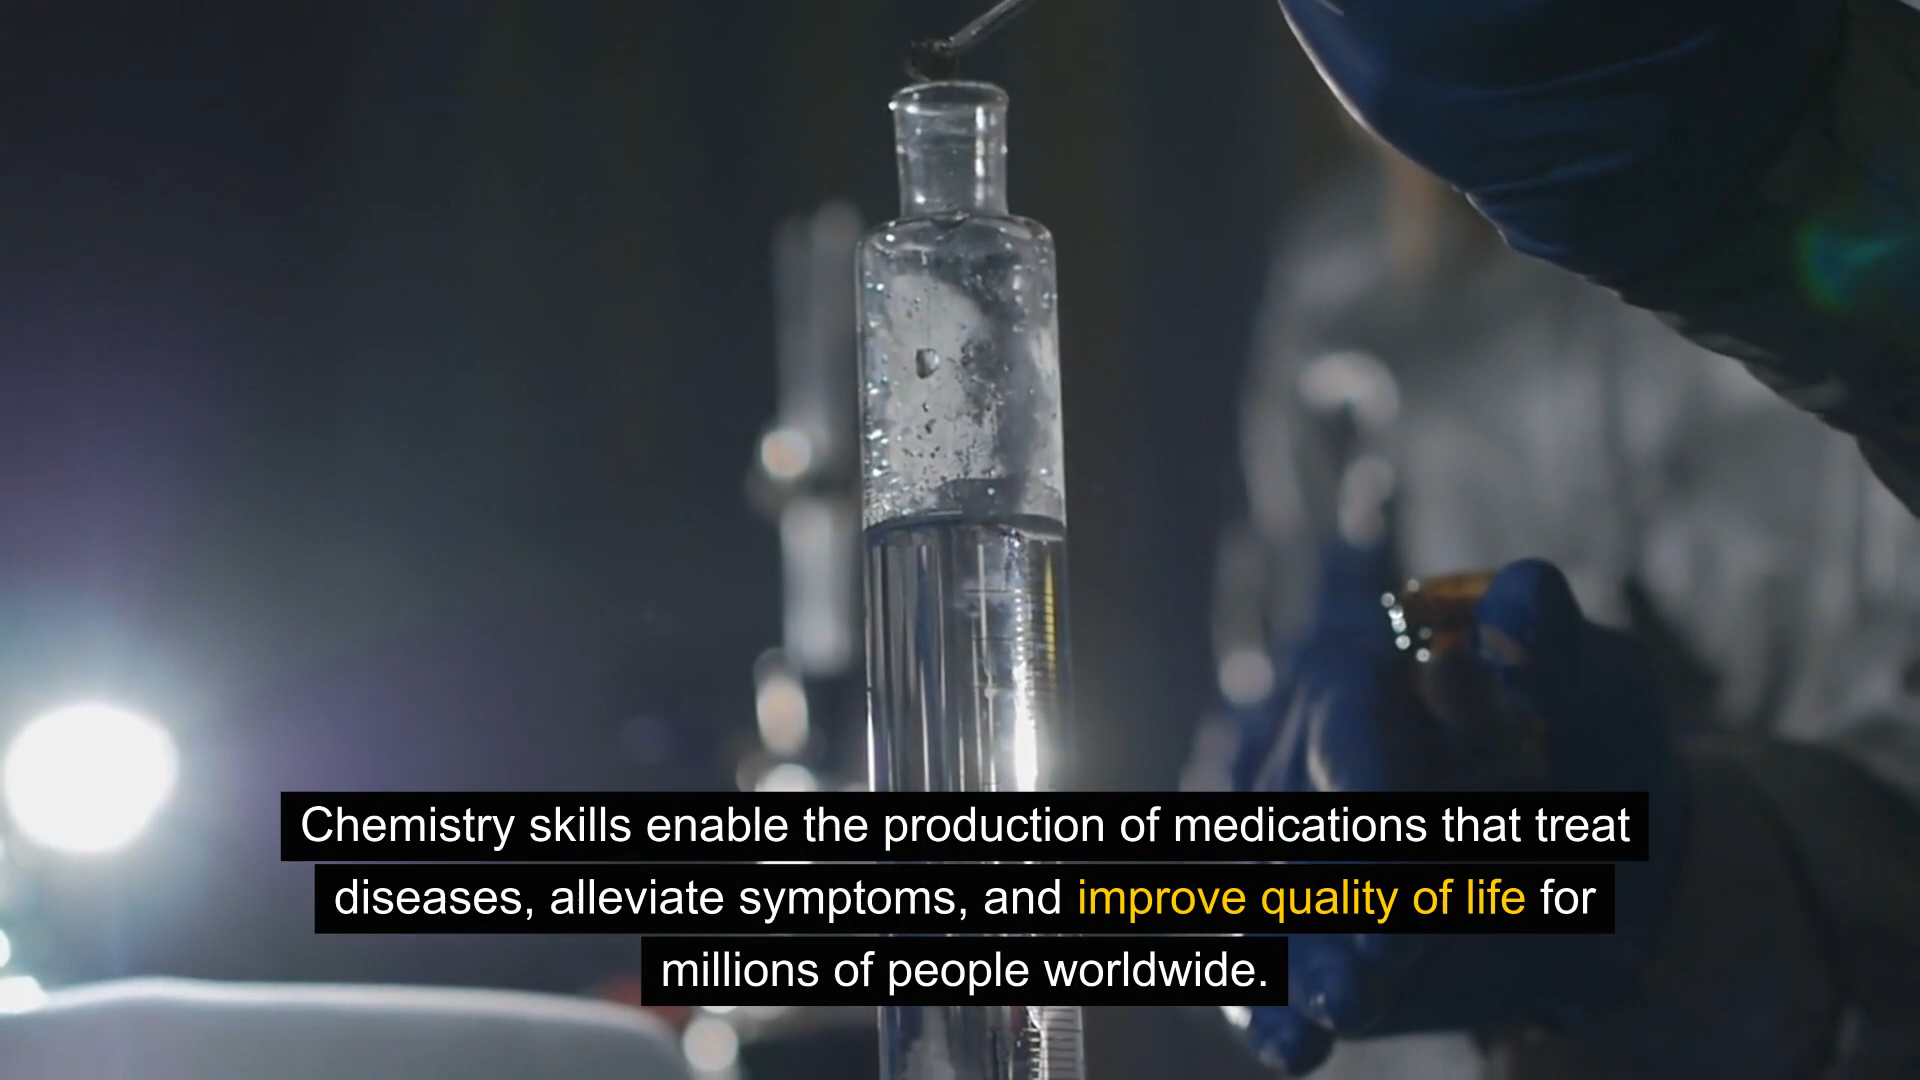 Chemistry skills enable the production of medications that treat
diseases, alleviate symptoms, and improve quality of life for
millions of people worldwide.